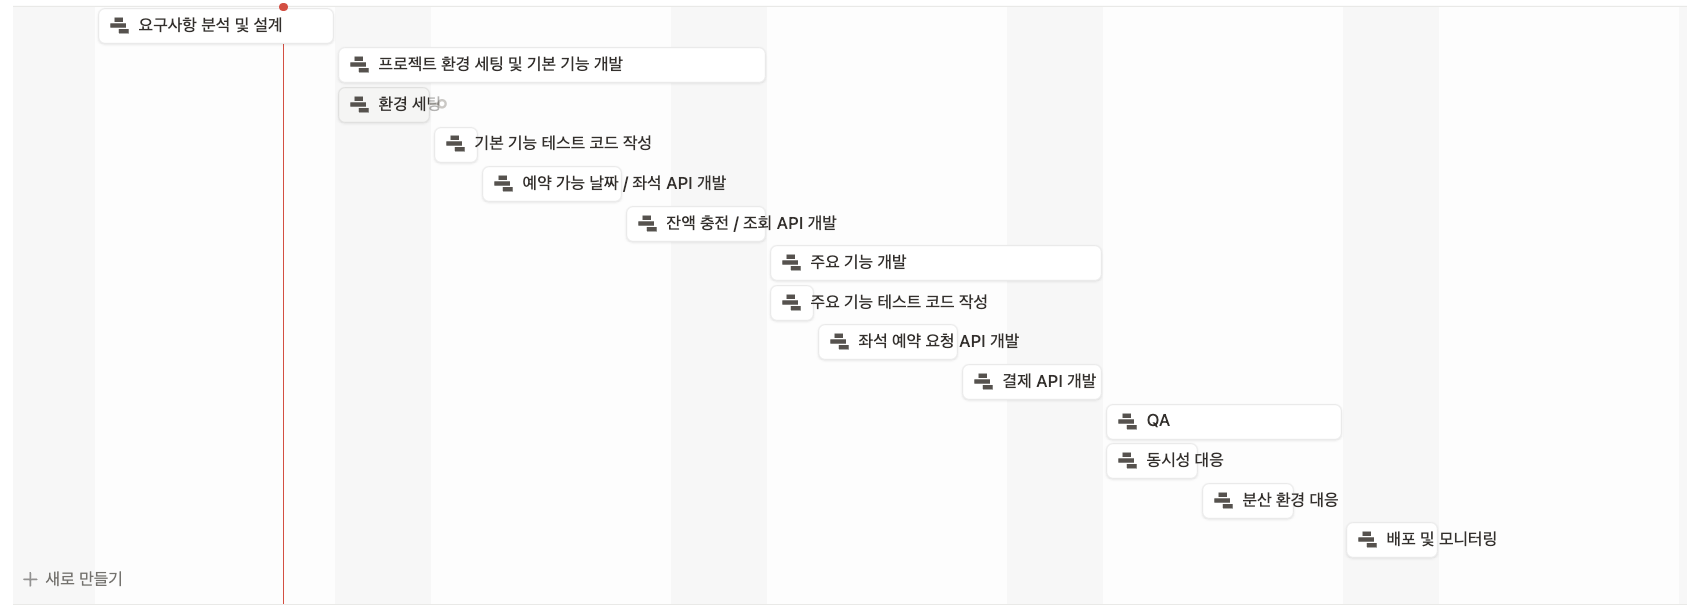 요구사항 분석 및 설계
프로젝트 환경 세팅 및 기본 기능 개발
환경 세팅
기본 기능 테스트 코드 작성
예약 가능 날짜 / 좌석 API 개발
잔액 충전 / 조회 API 개발
주요 기능 개발
주요 기능 테스트 코드 작성
좌석 예약 요청 API 개발
결제 API 개발
QA
동시성 대응
분산 환경 대응
배포 및 모니터링
새로 만들기